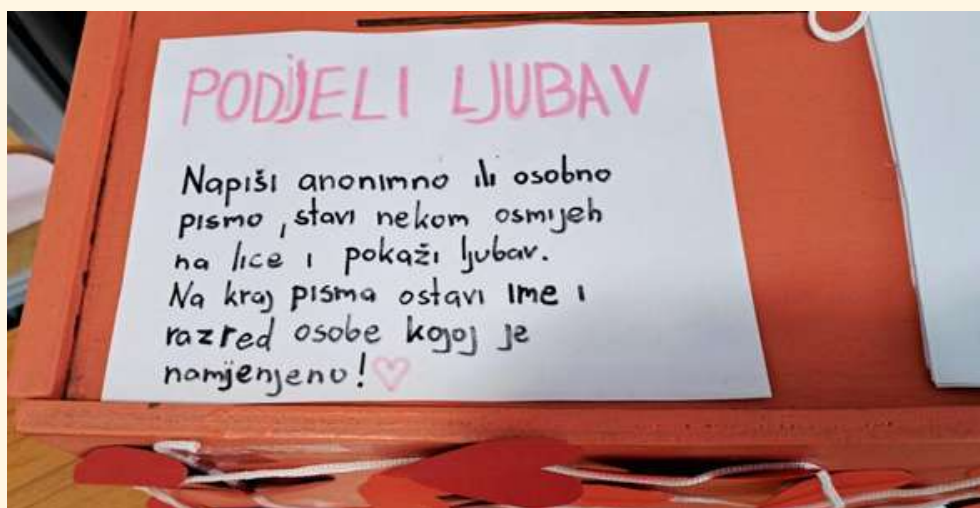 PODIJELI LJUBAV
Napiši anonimno ili osobno
pismo, stavi nekom osmijeh
na lice i pokaži ljubav.
Na kraj pisma ostavi ime i
razred osobe kojoj je
namjenjeno!